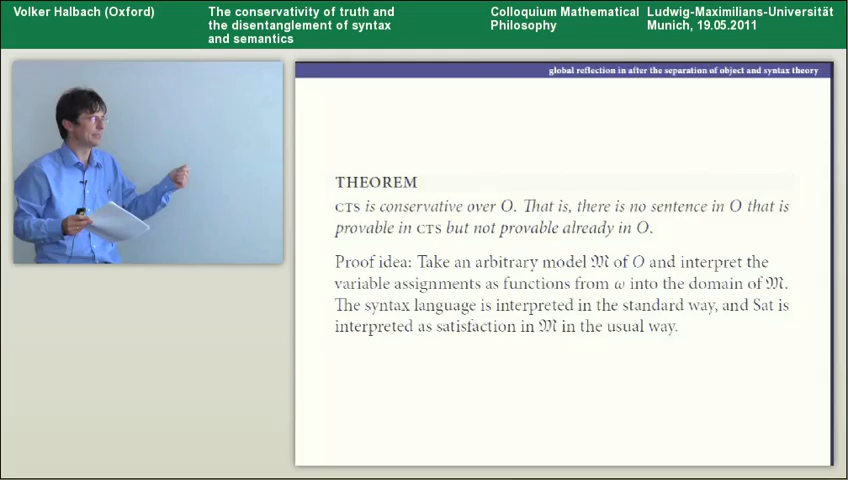 Volker Halbach (Oxford)
The conservativity of truth and
the disentanglement of syntax
and semantics
Colloquium Mathematical
Philosophy
Ludwig-Maximilians-Universität
Munich, 19.05.2011
global reflection in after the separation of object and syntax theory
THEOREM
CTS is conservative over O. That is, there is no sentence in O that is
provable in CTS but not provable already in O.
Proof idea: Take an arbitrary model 𝔐 of O and interpret the
variable assignments as functions from ω into the domain of 𝔐.
The syntax language is interpreted in the standard way, and Sat is
interpreted as satisfaction in 𝔐 in the usual way.